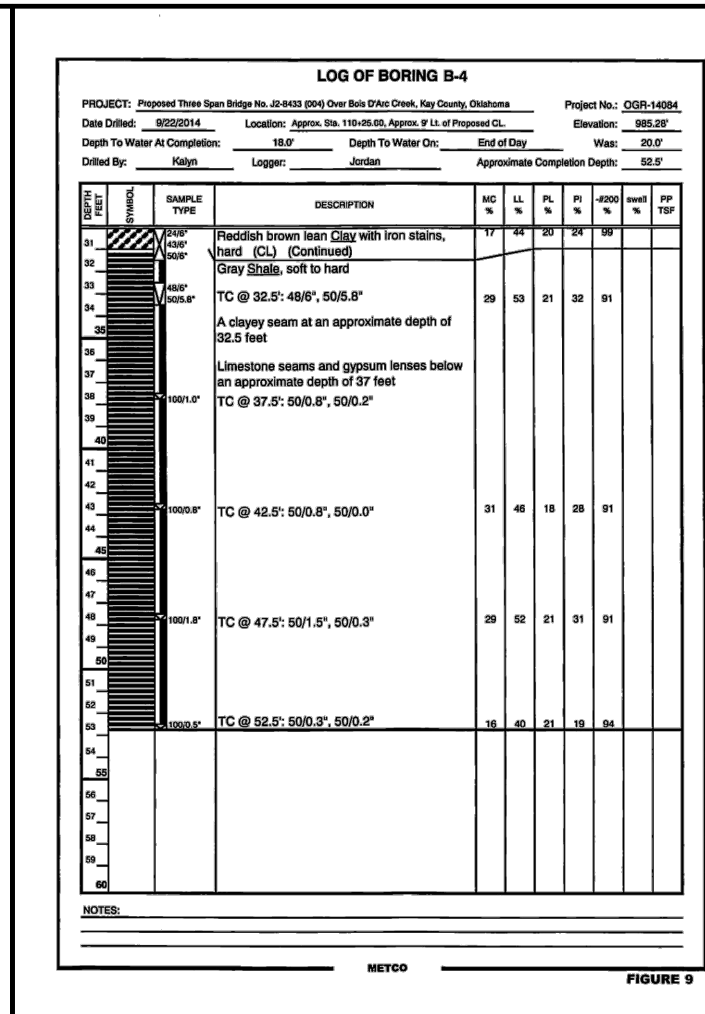 LOG OF BORING B-4
PROJECT: Proposed Three Span Bridge No. J2-8433 (004) Over Bois D'Arc Creek, Kay County, Oklahoma Project No.: OGR-14084
Date Drilled: 9/22/2014 Location: Approx. Sta. 110+25.00, Approx. 9' Lt. of Proposed CL. Elevation: 985.28'
Depth To Water At Completion: 18.0' Depth To Water On: End of Day Was: 20.0'
Drilled By: Kalyn Logger: Jordan Approximate Completion Depth: 52.5'
DEPTH FEET SYMBOL SAMPLE TYPE DESCRIPTION MC % LL % PL % PI % -#200 % swell % PP TSF
24/6" Reddish brown lean Clay with iron stains, 17 44 20 24 99
31 43/6"
50/6" hard (CL) (Continued)
32 Gray Shale, soft to hard
33 48/6"
50/5.8" TC @ 32.5': 48/6", 50/5.8" 29 53 21 32 91
34
A clayey seam at an approximate depth of
35 32.5 feet
36
Limestone seams and gypsum lenses below
37 an approximate depth of 37 feet
38 100/1.0" TC @ 37.5': 50/0.8", 50/0.2"
39
40
41
42
43 100/0.8" TC @ 42.5': 50/0.8", 50/0.0" 31 46 18 28 91
44
45
46
47
48 100/1.8" TC @ 47.5': 50/1.5", 50/0.3" 29 52 21 31 91
49
50
51
52
53 100/0.5" TC @ 52.5': 50/0.3", 50/0.2" 16 40 21 19 94
54
55
56
57
58
59
60
NOTES:
METCO
FIGURE 9